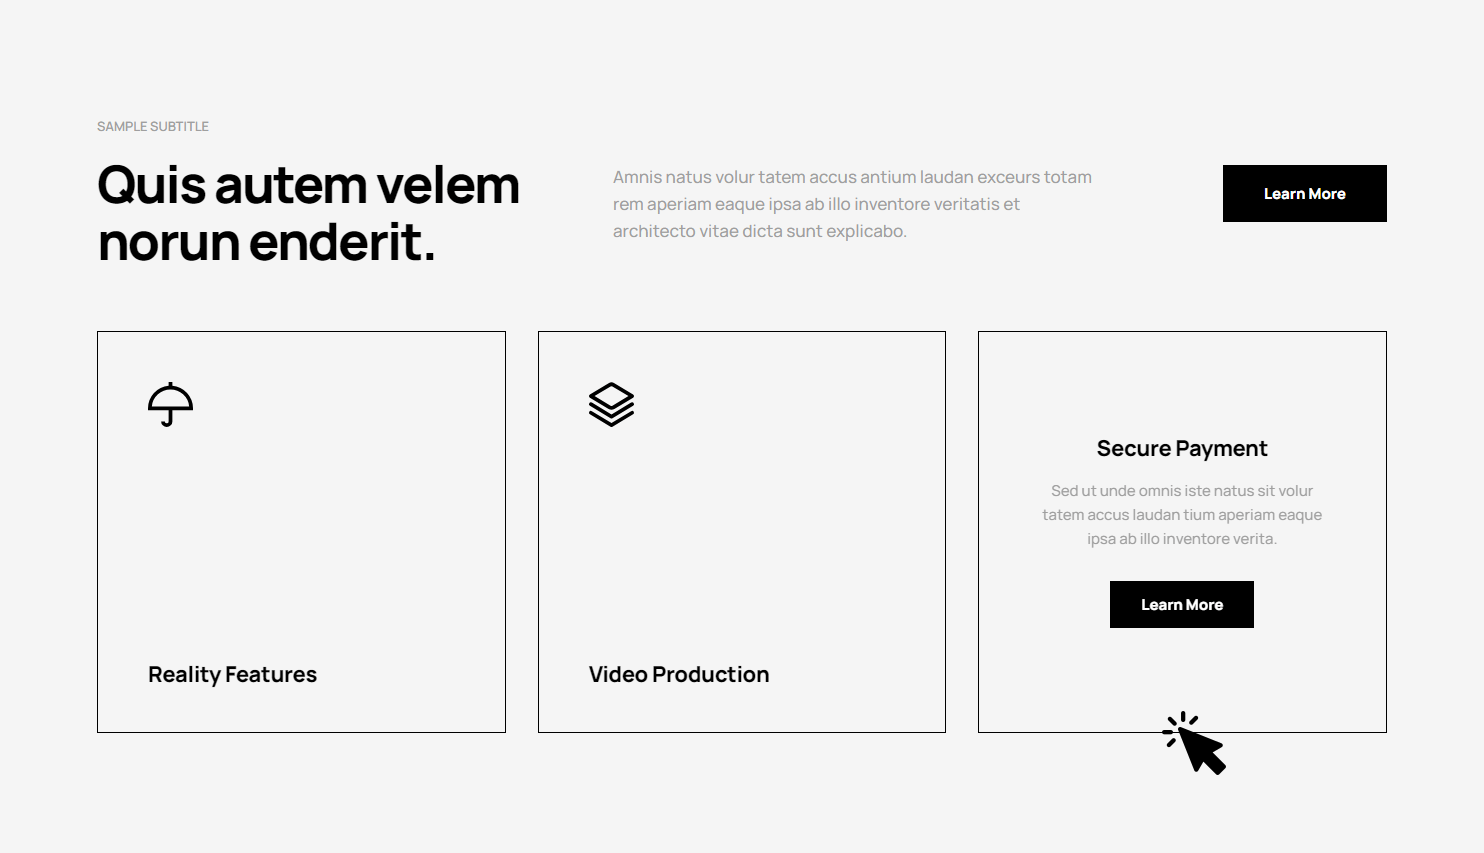 SAMPLE SUBTITLE
Quis autem velem
norun enderit.
Amnis natus volur tatem accus antium laudan exceurs totam
rem aperiam eaque ipsa ab illo inventore veritatis et
architecto vitae dicta sunt explicabo.
Learn More
Reality Features
Video Production
Secure Payment
Sed ut unde omnis iste natus sit volur
tatem accus laudan tium aperiam eaque
ipsa ab illo inventore verita.
Learn More